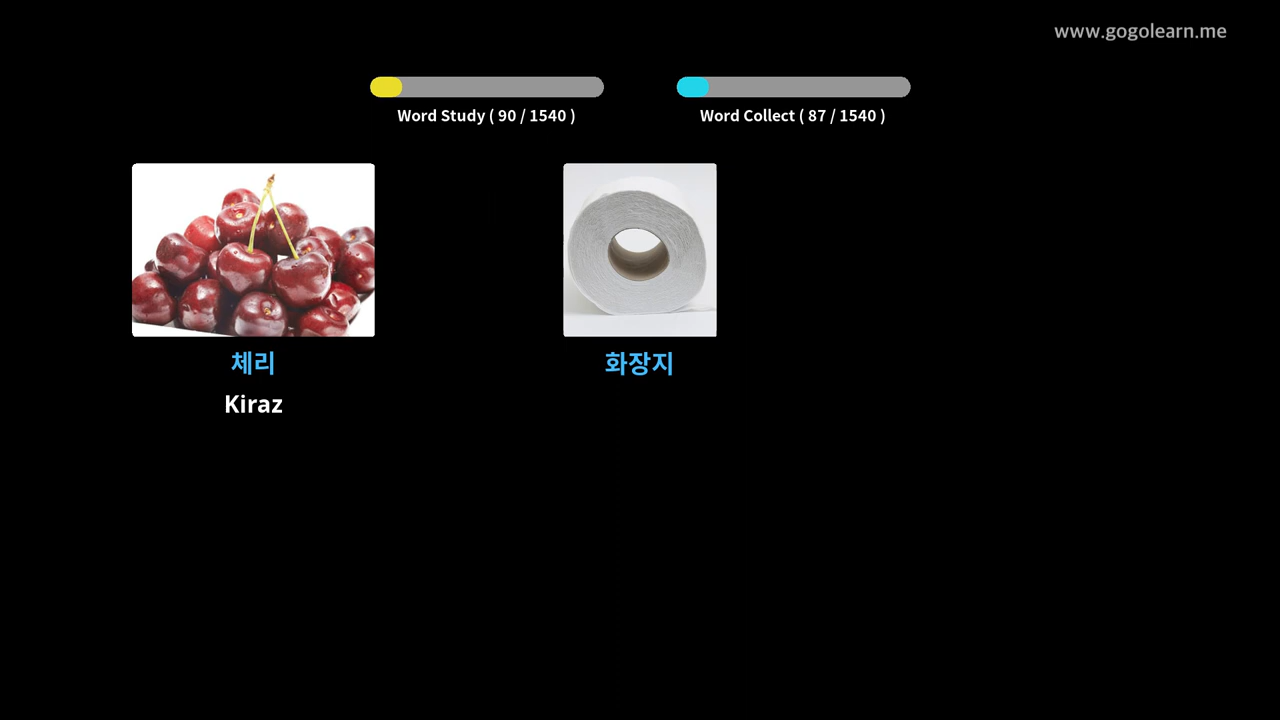 www.gogolearn.me
Word Study ( 90 / 1540 )
Word Collect ( 87 / 1540 )
체리
화장지
Kiraz